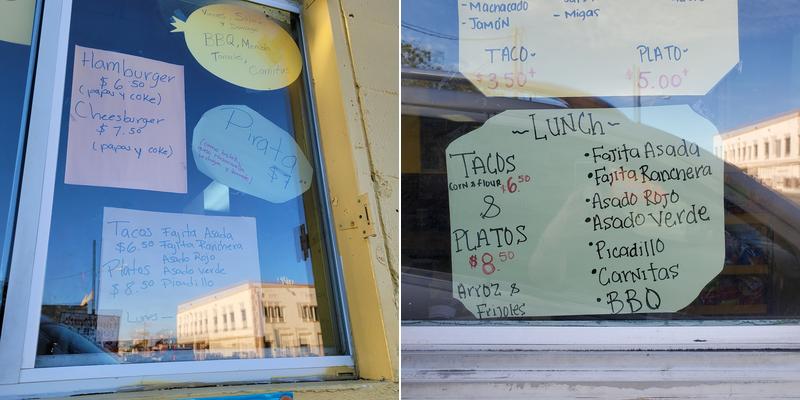 BBQ, Menudo
Tamales,
Carnitas
Hamburger
$6.50
(papas y coke)
Cheesburger
$7.50
(papas y coke)
Pirata
$7
Tacos Fajita Asada
$6.50 Fajita Ranchera
Asado Rojo
Platos Asado verde
$8.50 Picadillo
Lunes -
- Machacado
- Jamón
- Migas
TACO~
$3.50+
PLATO~
$5.00+
~LUNCH~
TACOS
CORN & FLOUR $6.50
&
PLATOS
$8.50
ARROZ &
Frijoles
•Fajita Asada
•Fajita Ranchera
•Asado Rojo
•Asado Verde
•Picadillo
•Carnitas
•BBQ